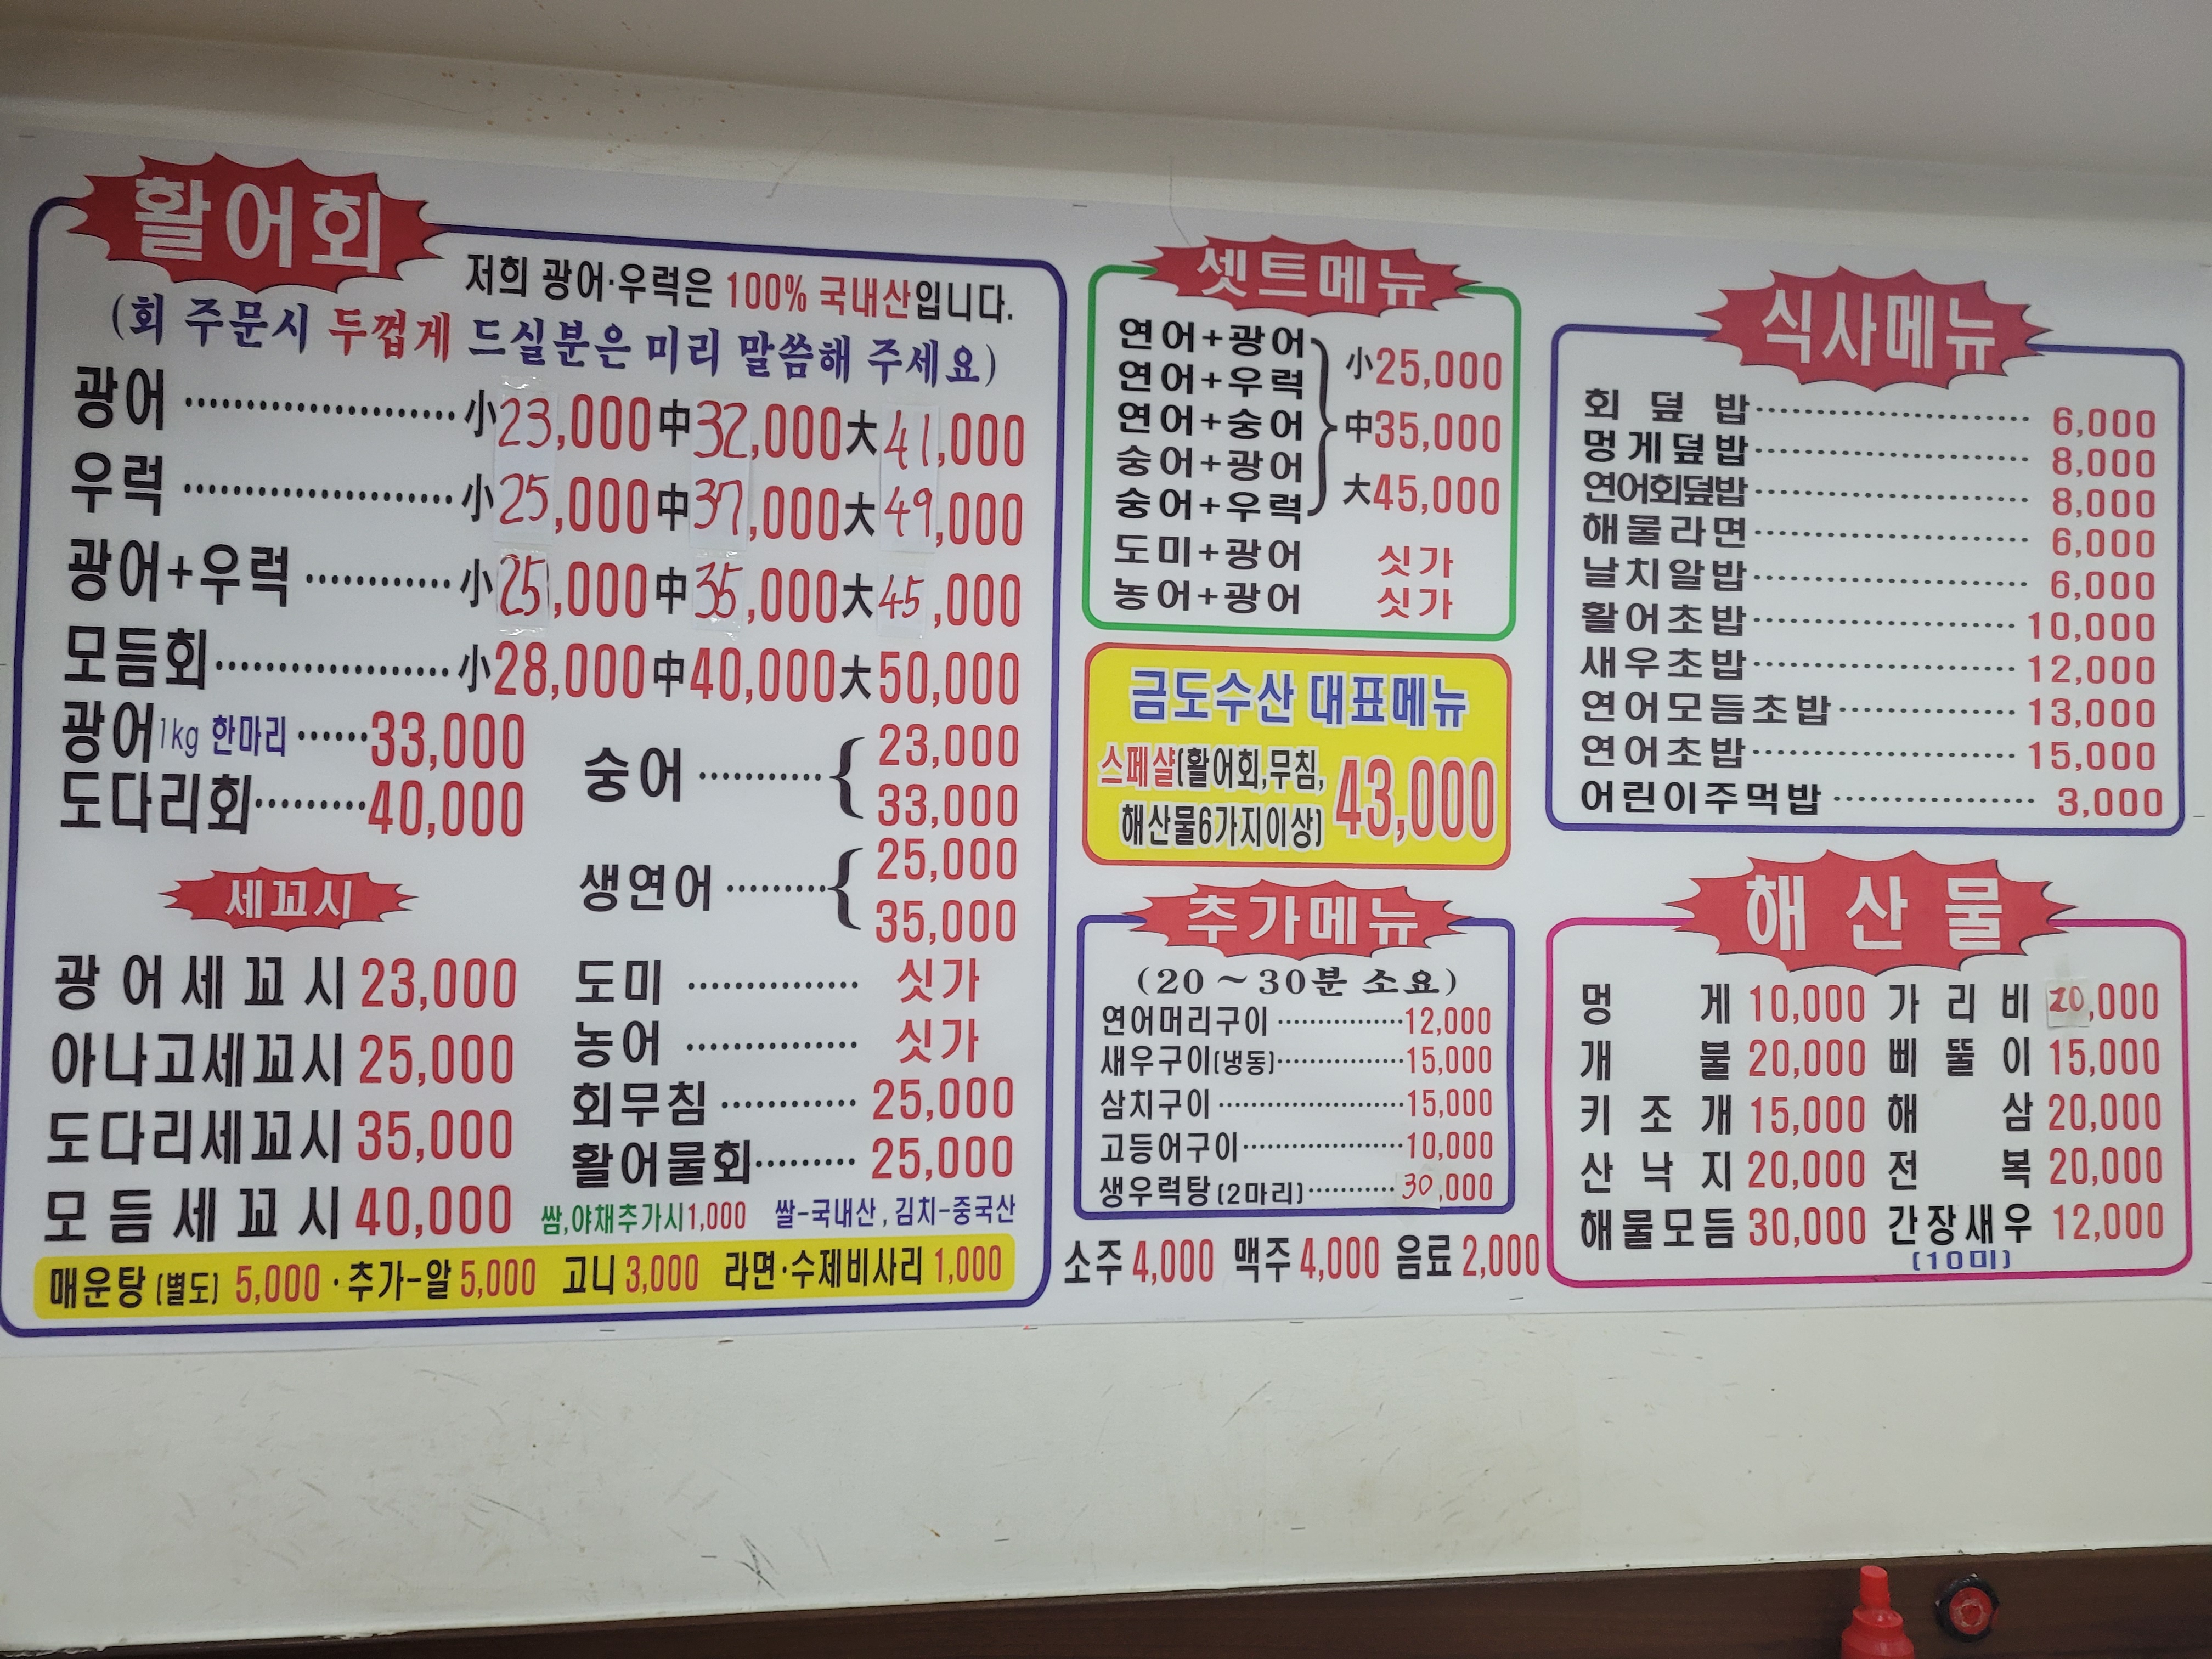 활어회
저희 광어·우럭은 100% 국내산입니다.
(회 주문시 두껍게 드실분은 미리 말씀해 주세요)
광어 ........................... 小23,000 中32,000 大41,000
우럭 ........................... 小25,000 中37,000 大49,000
광어+우럭 ............... 小25,000 中35,000 大45,000
모듬회 ........................ 小28,000 中40,000 大50,000
광어1kg 한마리 ......33,000
도다리회.........40,000
숭어 ........... { 23,000
33,000
생연어 ......... { 25,000
35,000
도미 ............... 싯가
농어 ............... 싯가
회무침 ............ 25,000
활어물회......... 25,000
세꼬시
광어세꼬시 23,000
아나고세꼬시 25,000
도다리세꼬시 35,000
모듬세꼬시 40,000
쌈,야채추가시1,000 쌀-국내산, 김치-중국산
매운탕 (별도) 5,000 · 추가-알 5,000 고니 3,000 라면·수제비사리 1,000
셋트메뉴
연어+광어
연어+우럭
연어+숭어
숭어+광어
숭어+우럭
小25,000
中35,000
大45,000
도미+광어 싯가
농어+광어 싯가
금도수산 대표메뉴
스페샬(활어회,무침,
해산물6가지이상) 43,000
추가메뉴
(20~30분 소요)
연어머리구이 ...............12,000
새우구이(냉동)...............15,000
삼치구이 .....................15,000
고등어구이...................10,000
생우럭탕 (2마리)..........30,000
소주 4,000 맥주 4,000 음료 2,000
식사메뉴
회덮밥 .............................. 6,000
멍게덮밥 .............................. 8,000
연어회덮밥 .............................. 8,000
해물라면 .............................. 6,000
날치알밥 .............................. 6,000
활어초밥 ............................ 10,000
새우초밥 ............................ 12,000
연어모듬초밥 .................. 13,000
연어초밥 ............................ 15,000
어린이주먹밥 ..................... 3,000
해산물
멍게 10,000 가리비 20,000
개불 20,000 삐뚤이 15,000
키조개 15,000 해삼 20,000
산낙지 20,000 전복 20,000
해물모듬 30,000 간장새우 12,000
(10미)